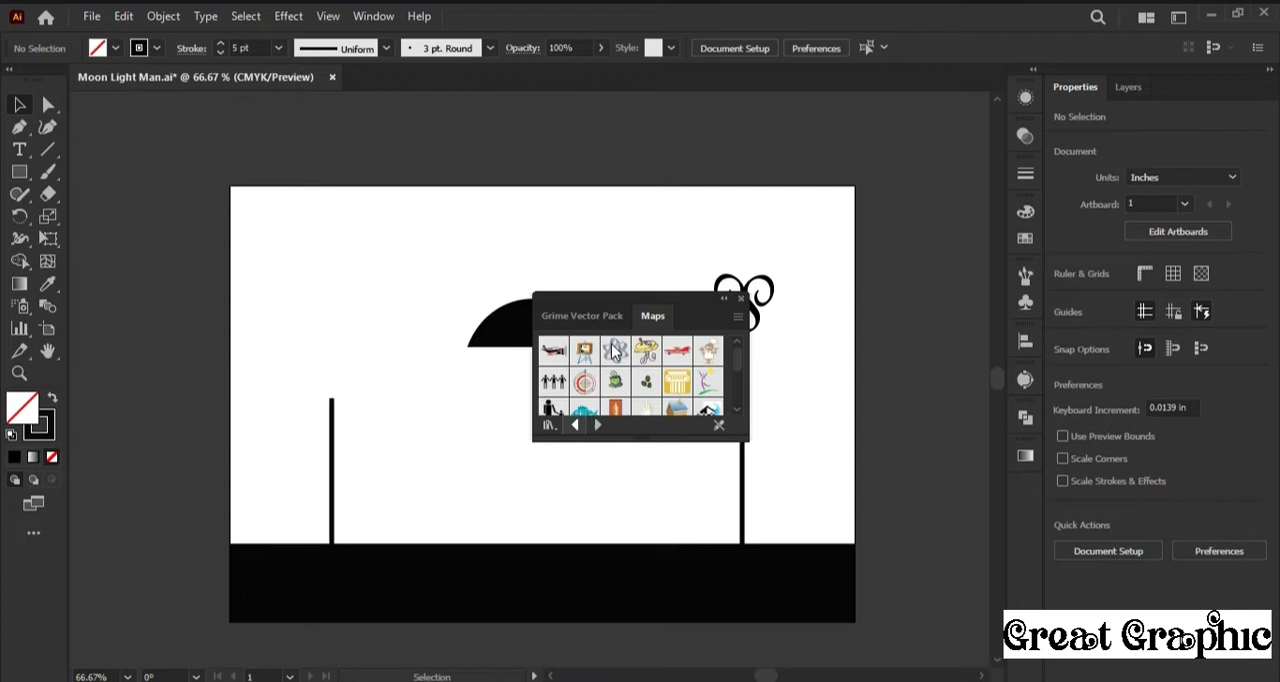 Ai File Edit Object Type Select Effect View Window Help
No Selection Stroke: 5 pt Uniform 3 pt. Round Opacity: 100% Style: Document Setup Preferences
Moon Light Man.ai* @ 66.67 % (CMYK/Preview) ×
Properties Layers
No Selection
Document
Units: Inches
Artboard: 1
Edit Artboards
Ruler & Grids
Guides
Snap Options
Preferences
Keyboard Increment: 0.0139 in
Use Preview Bounds
Scale Corners
Scale Strokes & Effects
Quick Actions
Document Setup Preferences
Grime Vector Pack Maps
Great Graphic
66.67% 0° 1 Selection